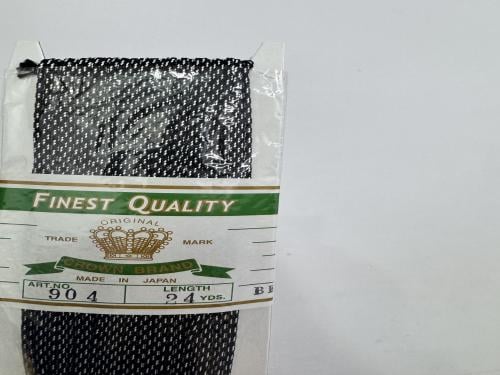 FINEST QUALITY
ORIGINAL
TRADE MARK
CROWN BRAND
MADE IN JAPAN
ART.NO. LENGTH
904 24 YDS.